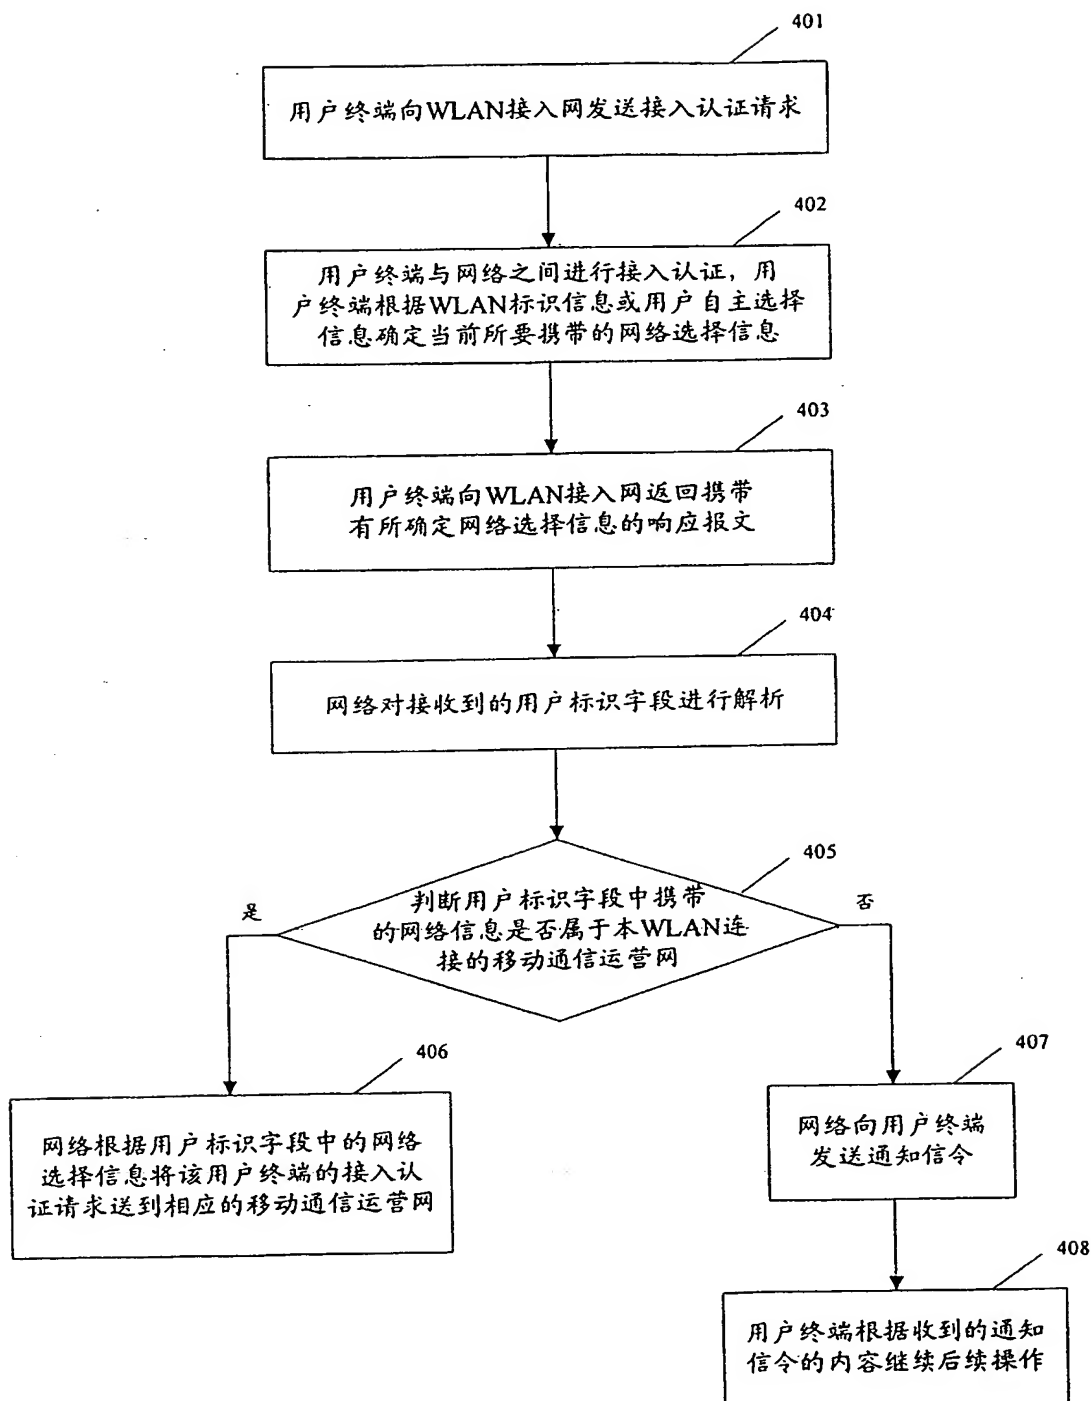 401
用户终端向WLAN接入网发送接入认证请求
402
用户终端与网络之间进行接入认证，用
户终端根据WLAN标识信息或用户自主选择
信息确定当前所要携带的网络选择信息
403
用户终端向WLAN接入网返回携带
有所确定网络选择信息的响应报文
404
网络对接收到的用户标识字段进行解析
405
判断用户标识字段中携带
的网络信息是否属于本WLAN连
接的移动通信运营网
是
否
406
网络根据用户标识字段中的网络
选择信息将该用户终端的接入认
证请求送到相应的移动通信运营网
407
网络向用户终端
发送通知信令
408
用户终端根据收到的通知
信令的内容继续后续操作